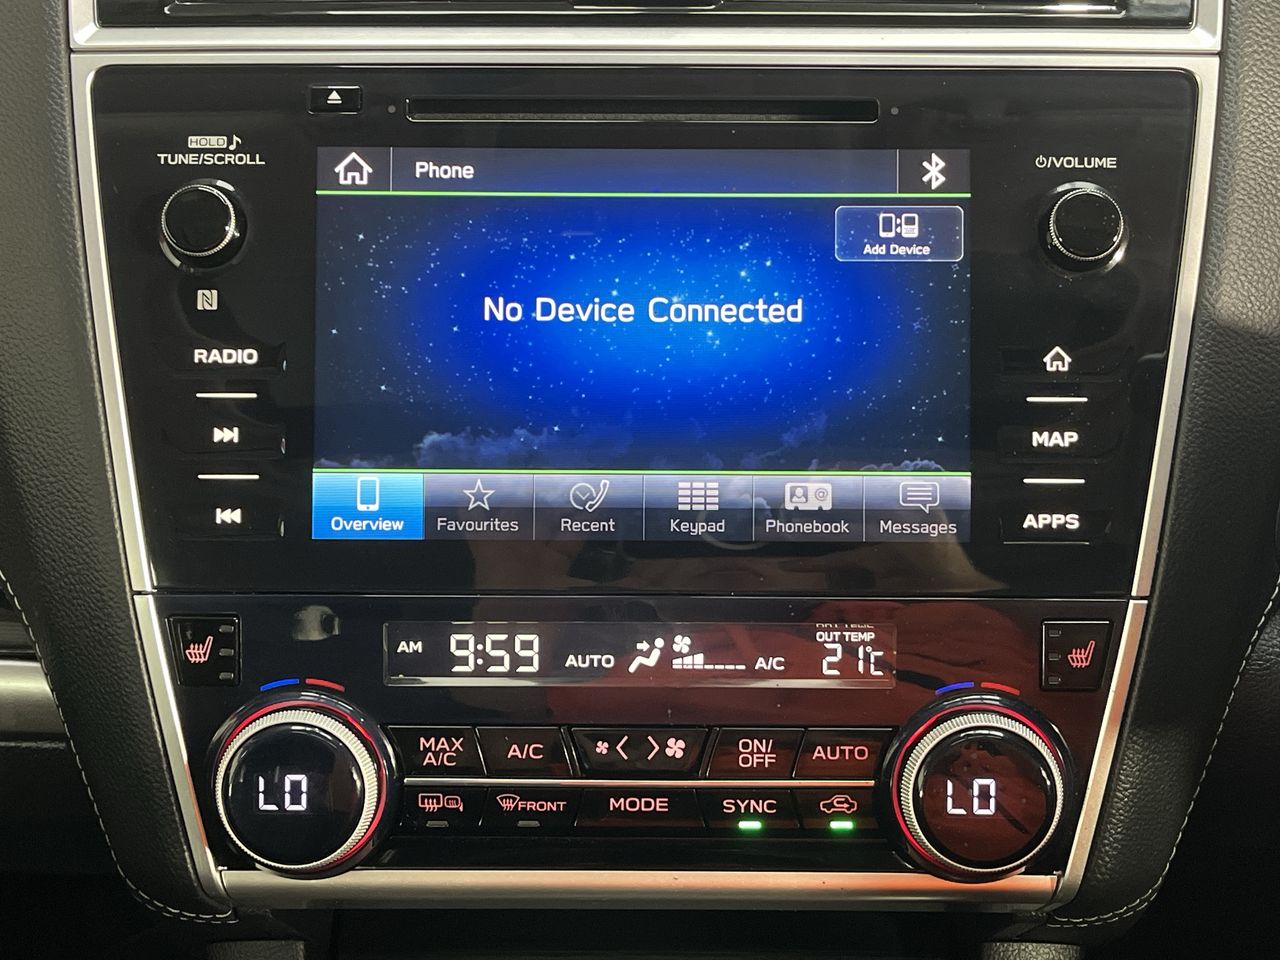 HOLD
TUNE/SCROLL
/VOLUME
Phone
Add Device
No Device Connected
RADIO
MAP
APPS
Overview
Favourites
Recent
Keypad
Phonebook
Messages
AM 9:59 AUTO A/C
OUT TEMP
21°C
MAX A/C
A/C
ON/OFF
AUTO
FRONT
MODE
SYNC
LO
LO